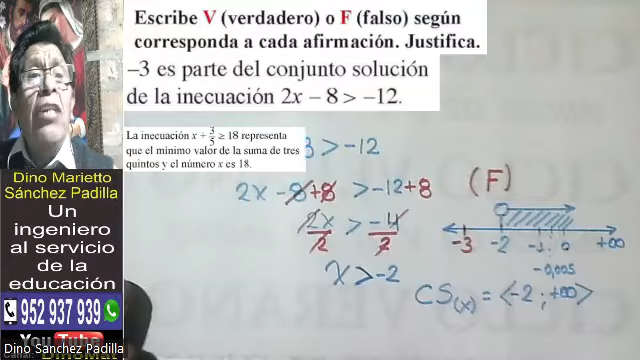 Escribe V (verdadero) o F (falso) según
corresponda a cada afirmación. Justifica.
–3 es parte del conjunto solución
de la inecuación 2x – 8 > –12.
La inecuación x + 3/5 ≥ 18 representa
que el mínimo valor de la suma de tres
quintos y el número x es 18.
> -12
2x - 8 + 8 > -12 + 8
2x/2 > -4/2
x > -2
(F)
-3 -2 -1 0 +∞
-0,005
CS(x) = <-2 ; +∞>
Dino Marietto
Sánchez Padilla
Un
ingeniero
al servicio
de la
educación
952 937 939
You Tube
Dino Sanchez Padilla